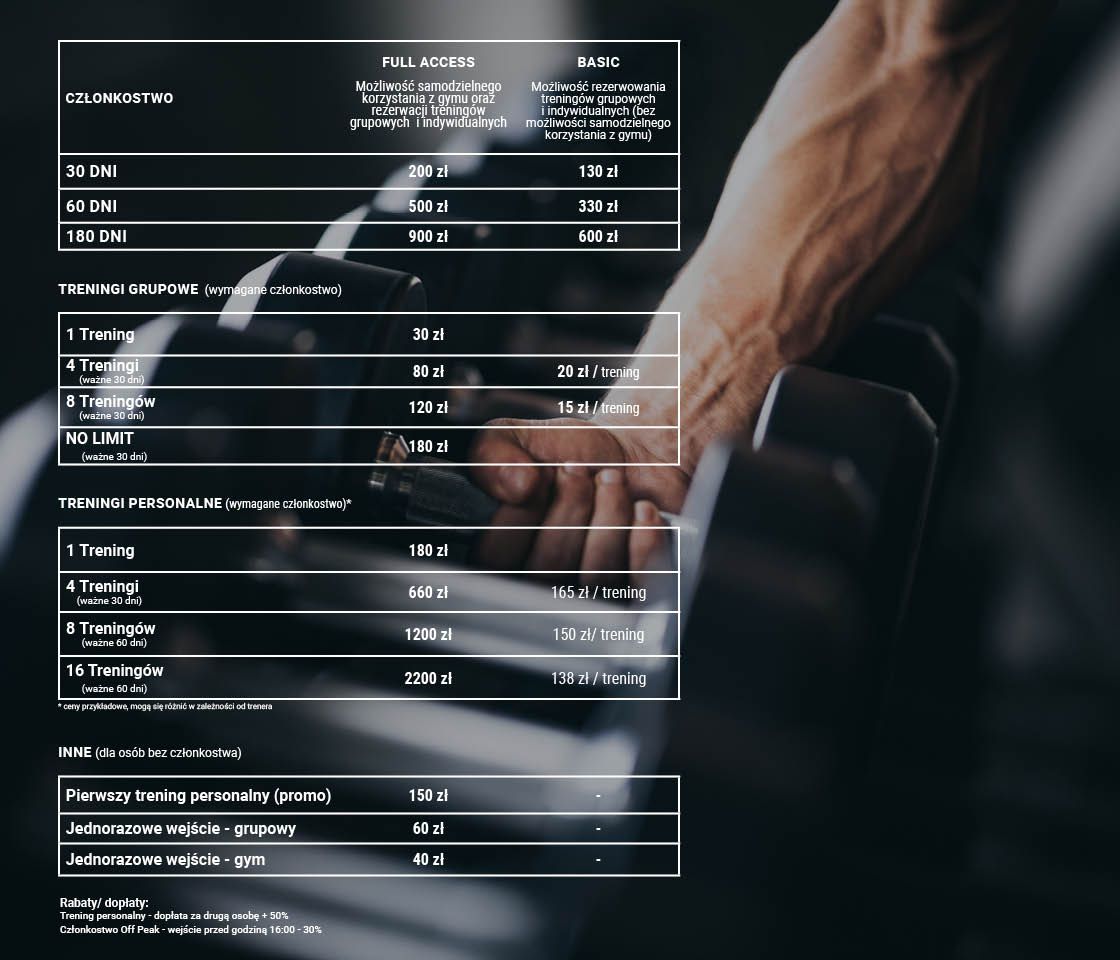 CZŁONKOSTWO
FULL ACCESS
Możliwość samodzielnego
korzystania z gymu oraz
rezerwacji treningów
grupowych i indywidualnych
BASIC
Możliwość rezerwowania
treningów grupowych
i indywidualnych (bez
możliwości samodzielnego
korzystania z gymu)
30 DNI 200 zł 130 zł
60 DNI 500 zł 330 zł
180 DNI 900 zł 600 zł
TRENINGI GRUPOWE (wymagane członkostwo)
1 Trening 30 zł
4 Treningi 80 zł 20 zł / trening
(ważne 30 dni)
8 Treningów 120 zł 15 zł / trening
(ważne 30 dni)
NO LIMIT 180 zł
(ważne 30 dni)
TRENINGI PERSONALNE (wymagane członkostwo)*
1 Trening 180 zł
4 Treningi 660 zł 165 zł / trening
(ważne 30 dni)
8 Treningów 1200 zł 150 zł/ trening
(ważne 60 dni)
16 Treningów 2200 zł 138 zł / trening
(ważne 60 dni)
* ceny przykładowe, mogą się różnić w zależności od trenera
INNE (dla osób bez członkostwa)
Pierwszy trening personalny (promo) 150 zł -
Jednorazowe wejście - grupowy 60 zł -
Jednorazowe wejście - gym 40 zł -
Rabaty/ dopłaty:
Trening personalny - dopłata za drugą osobę + 50%
Członkostwo Off Peak - wejście przed godziną 16:00 - 30%